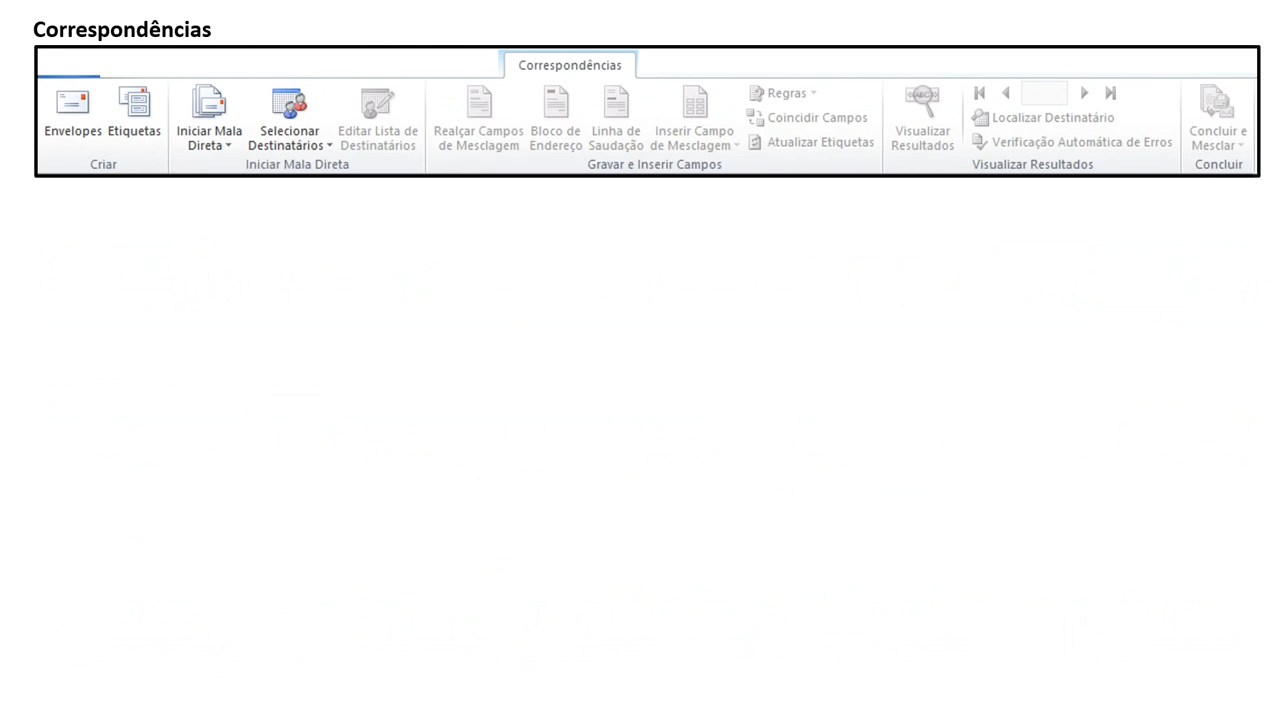 Correspondências
Correspondências
Envelopes
Etiquetas
Criar
Iniciar Mala
Direta
Selecionar
Destinatários
Editar Lista de
Destinatários
Iniciar Mala Direta
Realçar Campos
de Mesclagem
Bloco de
Endereço
Linha de
Saudação
Inserir Campo
de Mesclagem
Regras
Coincidir Campos
Atualizar Etiquetas
Gravar e Inserir Campos
Visualizar
Resultados
Localizar Destinatário
Verificação Automática de Erros
Visualizar Resultados
Concluir e
Mesclar
Concluir